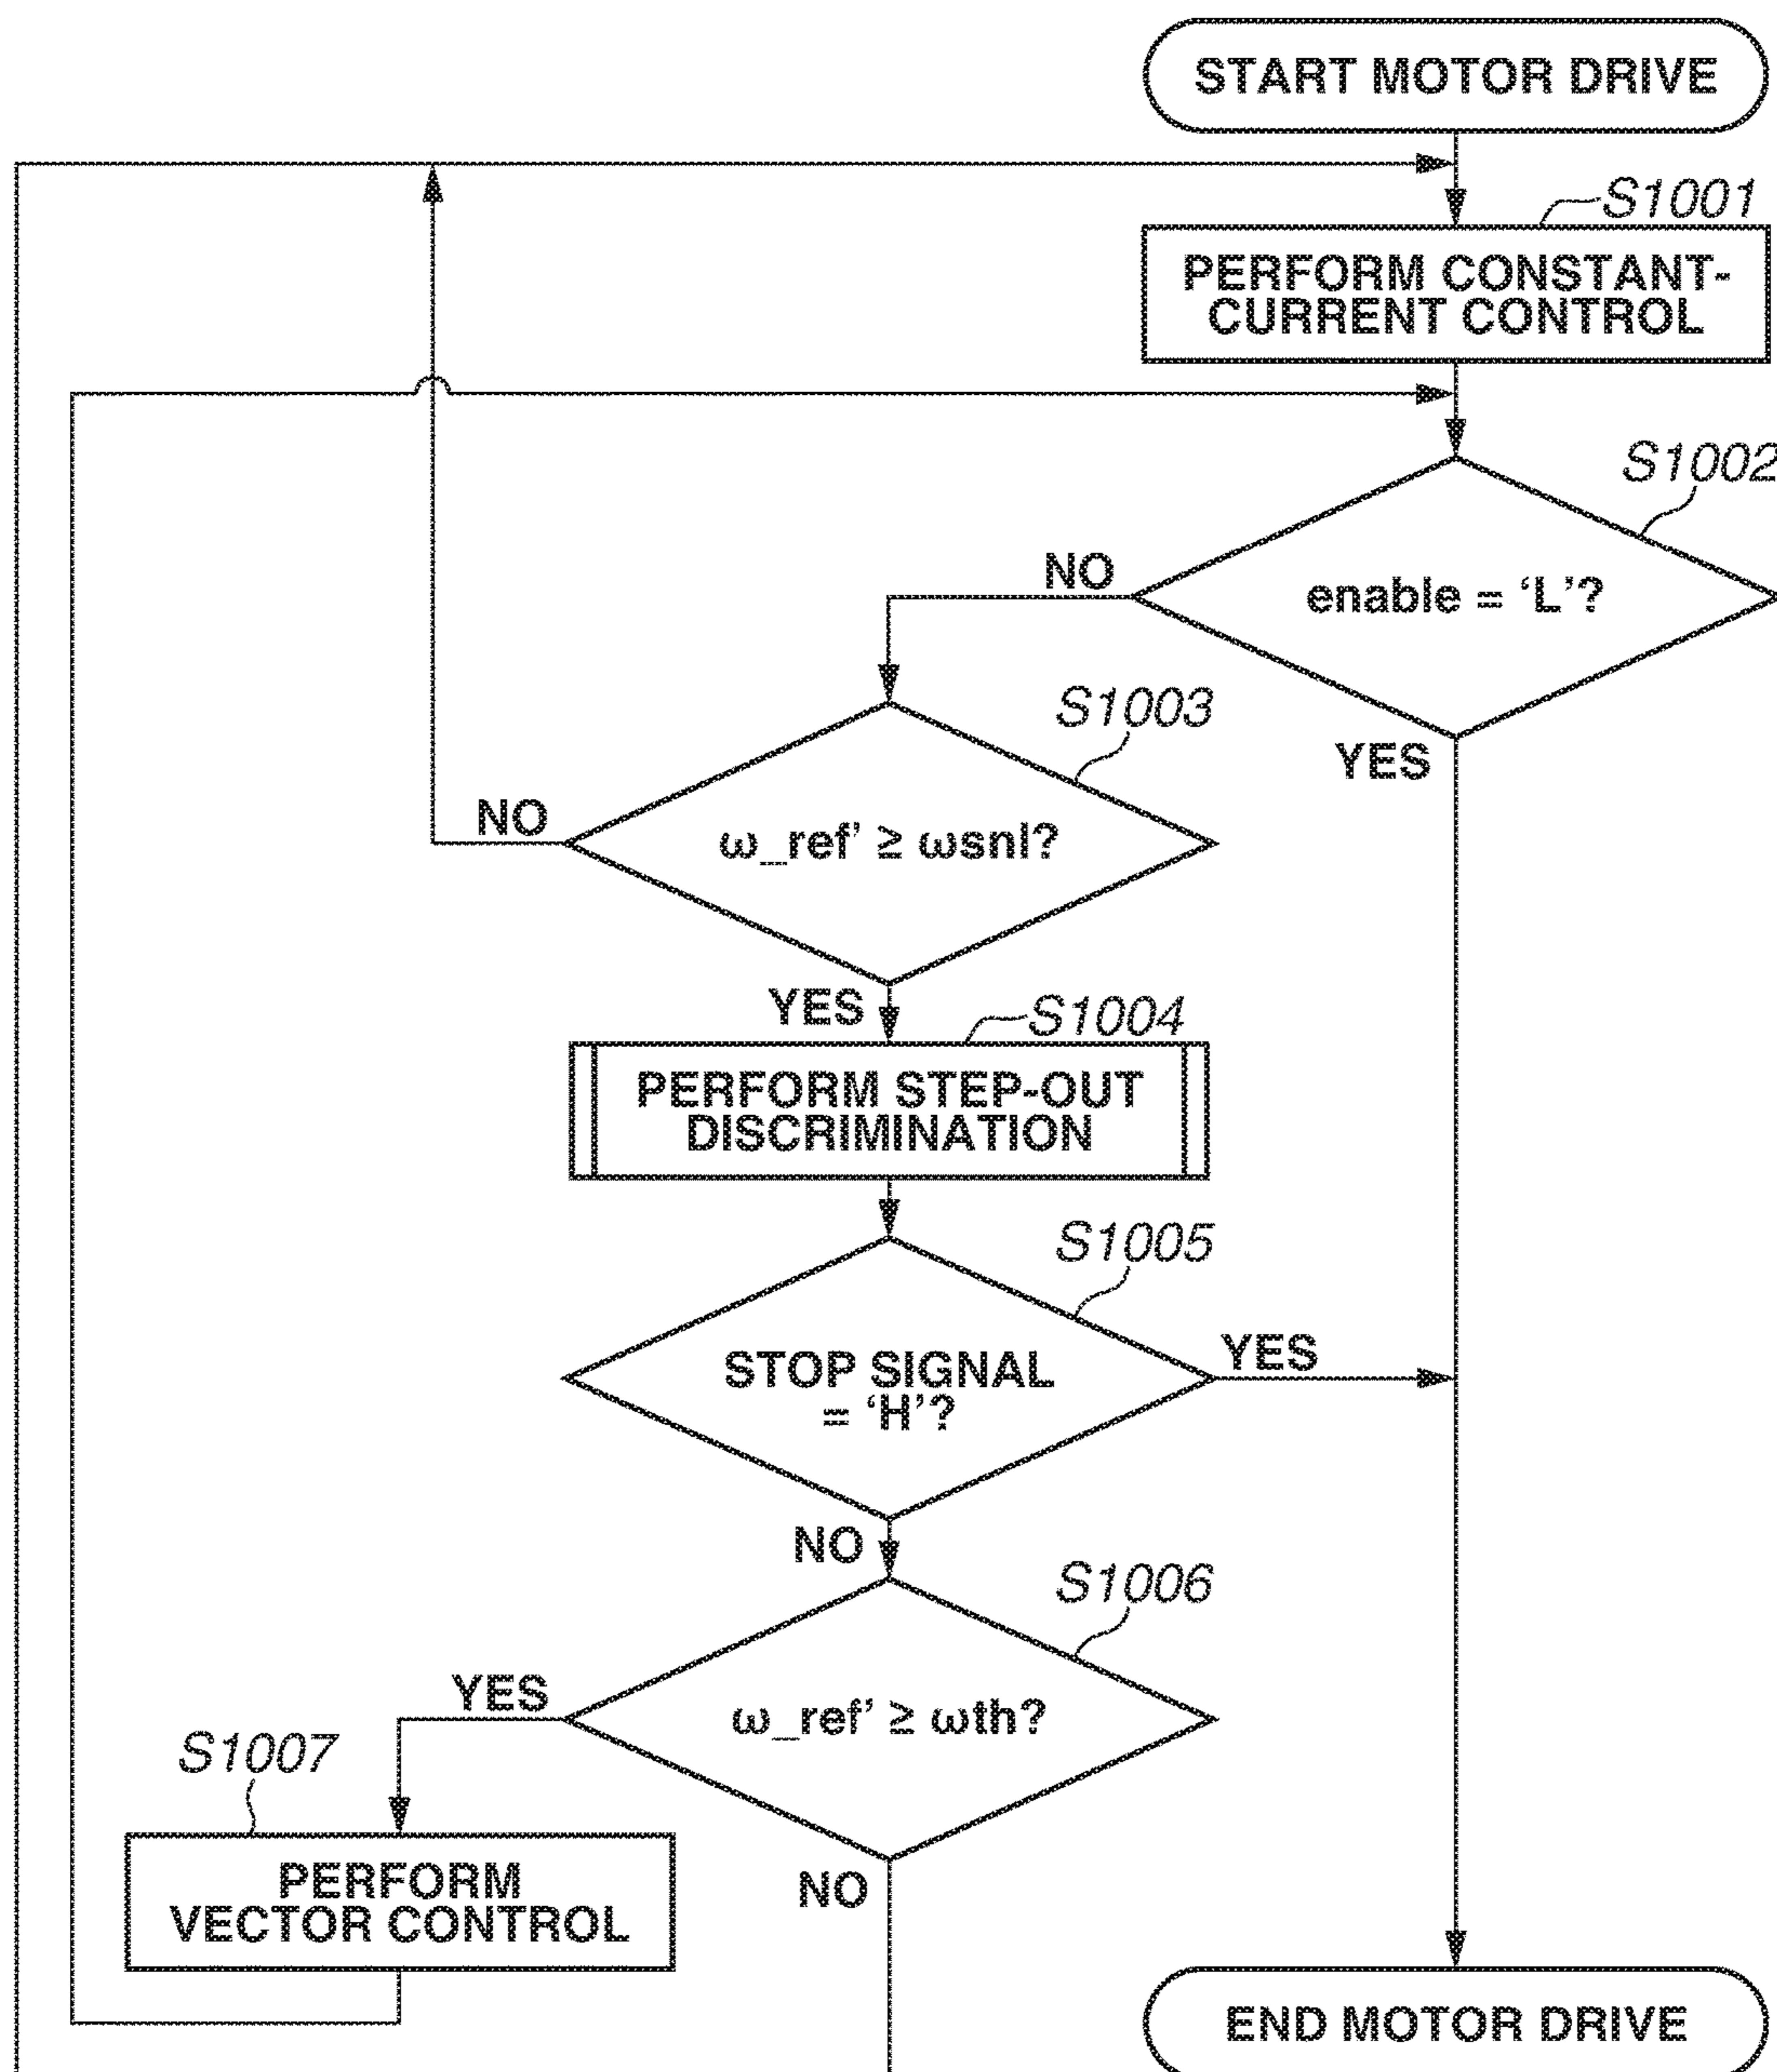 START MOTOR DRIVE
S1001
PERFORM CONSTANT-
CURRENT CONTROL
S1002
NO
enable = ‘L’?
YES
S1003
NO
ω_ref’ ≥ ωsnl?
YES
S1004
PERFORM STEP-OUT
DISCRIMINATION
S1005
STOP SIGNAL
= ‘H’?
YES
NO
S1006
YES
ω_ref’ ≥ ωth?
S1007
NO
PERFORM
VECTOR CONTROL
END MOTOR DRIVE